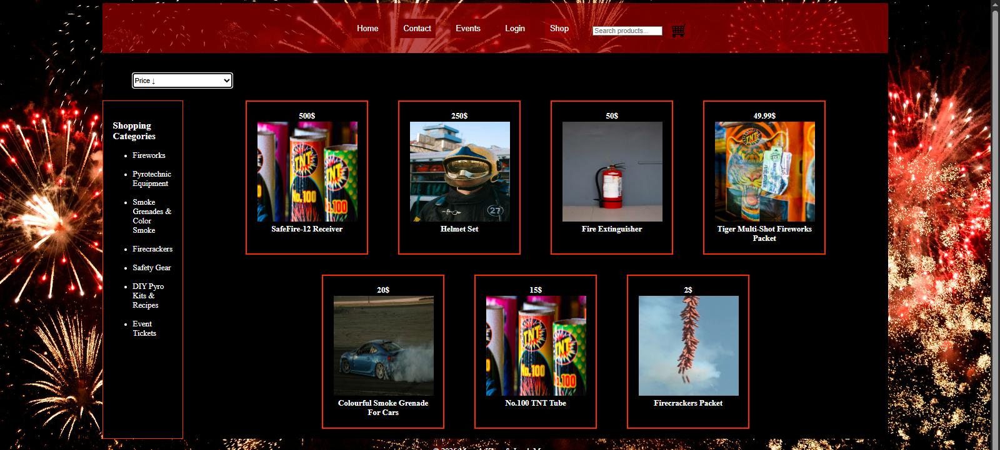 Home
Contact
Events
Login
Shop
Search products...
Price ↓
Shopping
Categories
Fireworks
Pyrotechnic
Equipment
Smoke
Grenades &
Color
Smoke
Firecrackers
Safety Gear
DIY Pyro
Kits &
Recipes
Event
Tickets
500$
TNT
TNT
No.100
No.100
SafeFire-12 Receiver
250$
27
Helmet Set
50$
Fire Extinguisher
49.99$
TNT
Tiger Multi-Shot Fireworks
Packet
20$
Colourful Smoke Grenade
For Cars
15$
TNT
TNT
No.100
.100
No.100 TNT Tube
2$
Firecrackers Packet